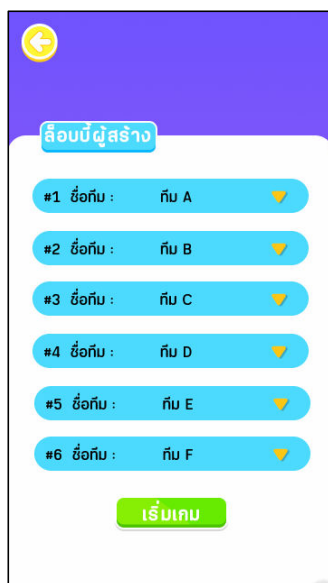 ล็อบบี้ผู้สร้าง
#1 ชื่อทีม : ทีม A
#2 ชื่อทีม : ทีม B
#3 ชื่อทีม : ทีม C
#4 ชื่อทีม : ทีม D
#5 ชื่อทีม : ทีม E
#6 ชื่อทีม : ทีม F
เริ่มเกม